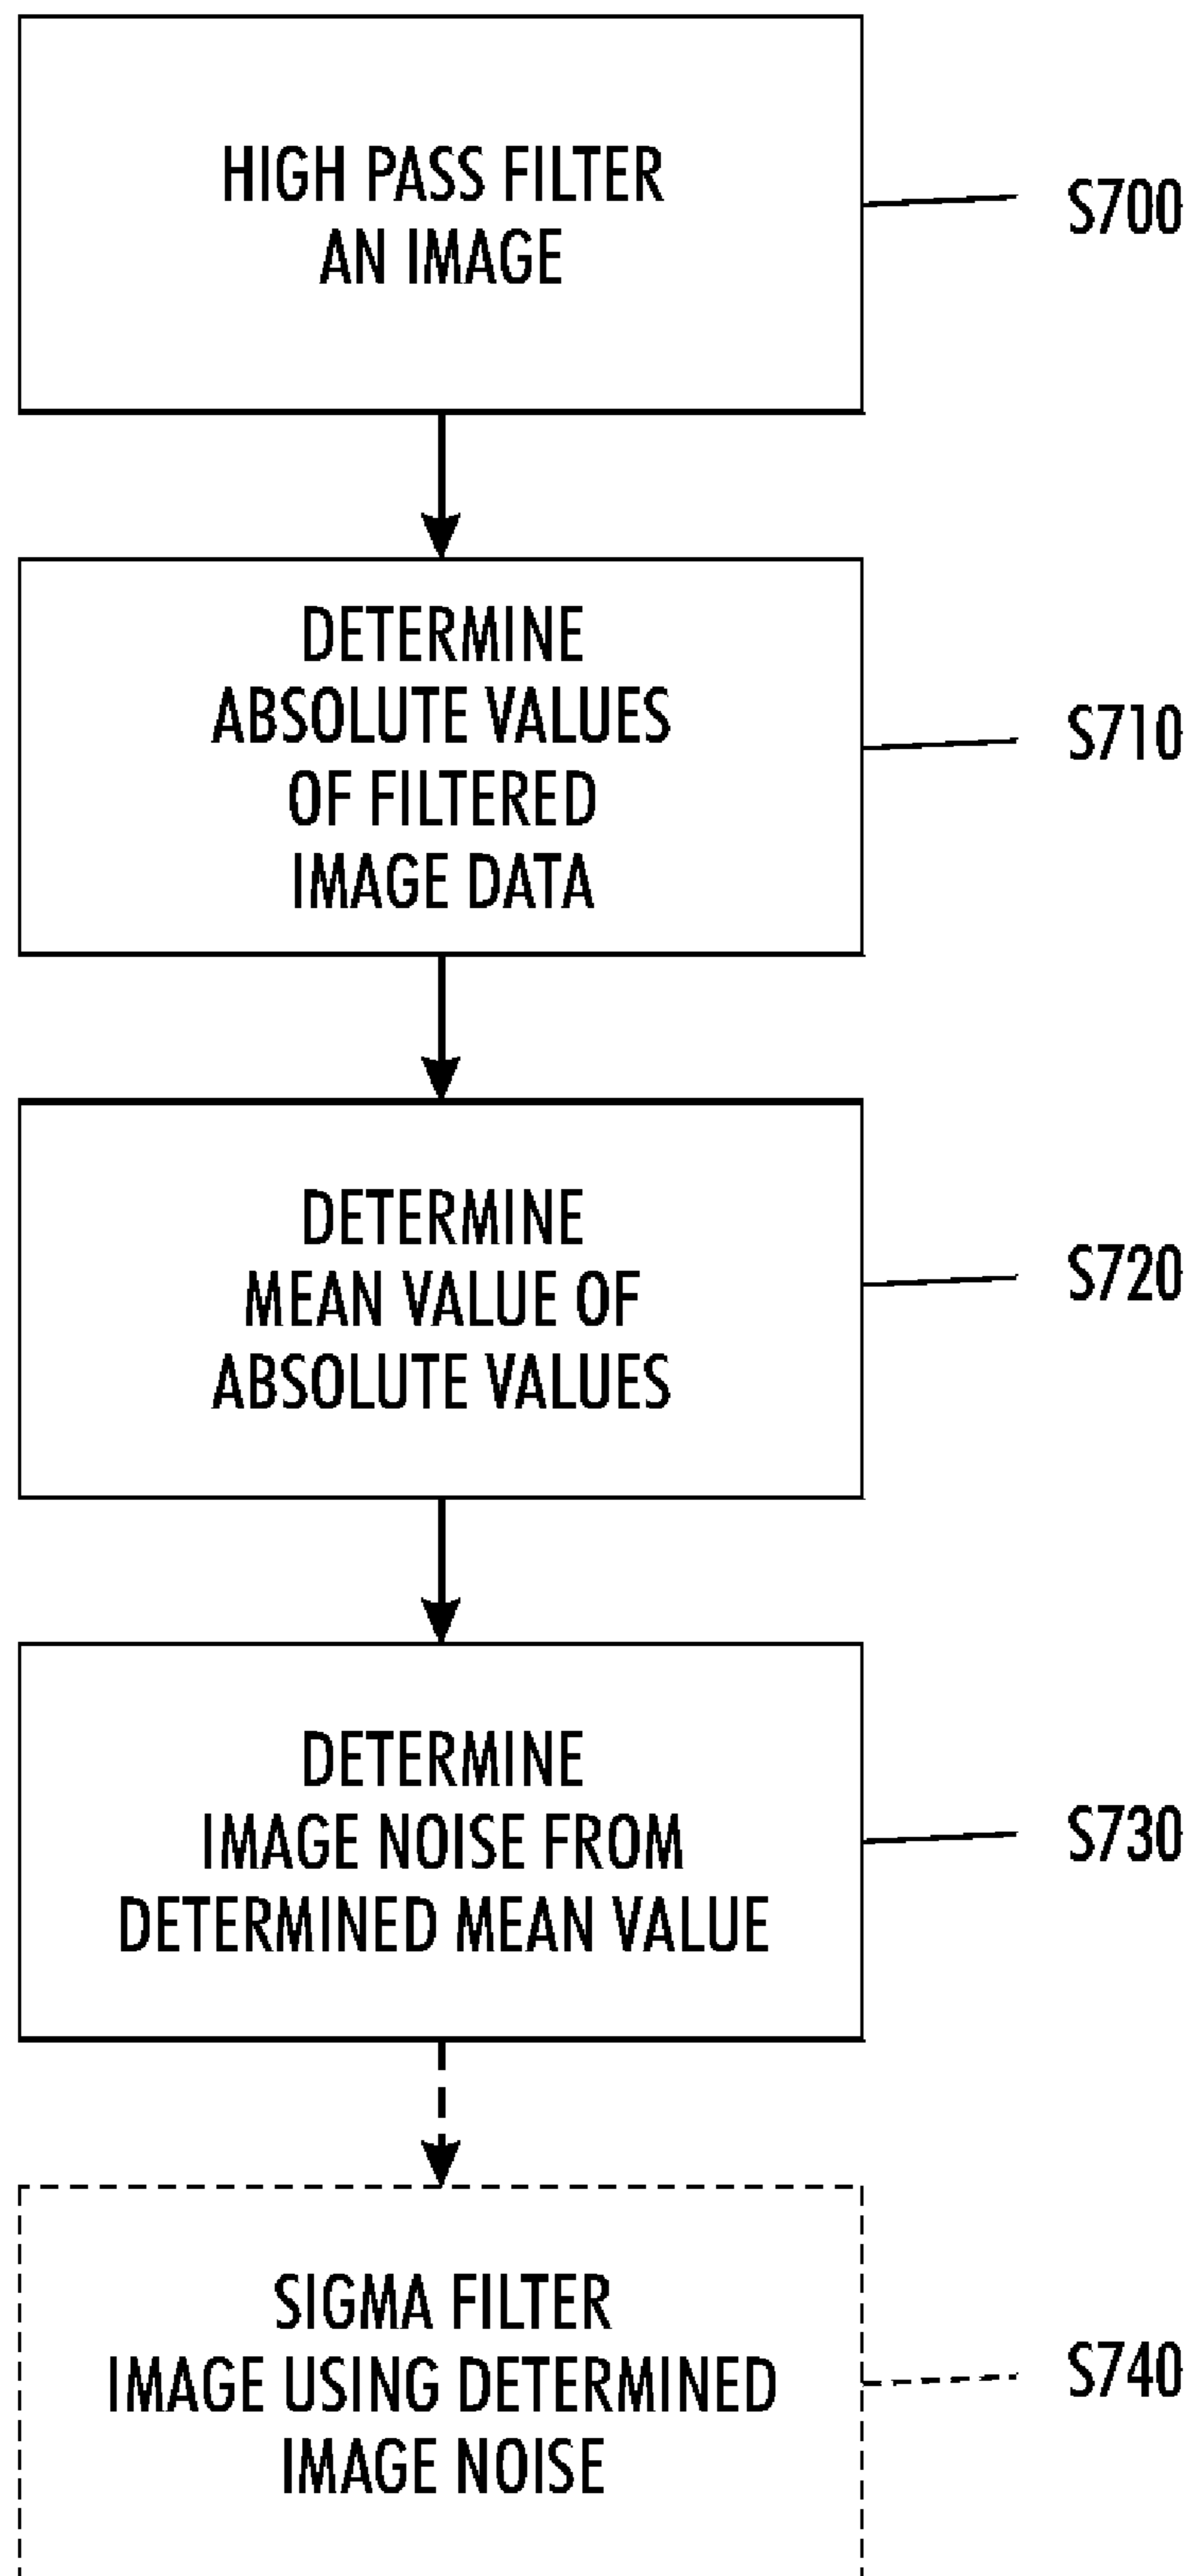 HIGH PASS FILTER
AN IMAGE
S700
DETERMINE
ABSOLUTE VALUES
OF FILTERED
IMAGE DATA
S710
DETERMINE
MEAN VALUE OF
ABSOLUTE VALUES
S720
DETERMINE
IMAGE NOISE FROM
DETERMINED MEAN VALUE
S730
SIGMA FILTER
IMAGE USING DETERMINED
IMAGE NOISE
S740